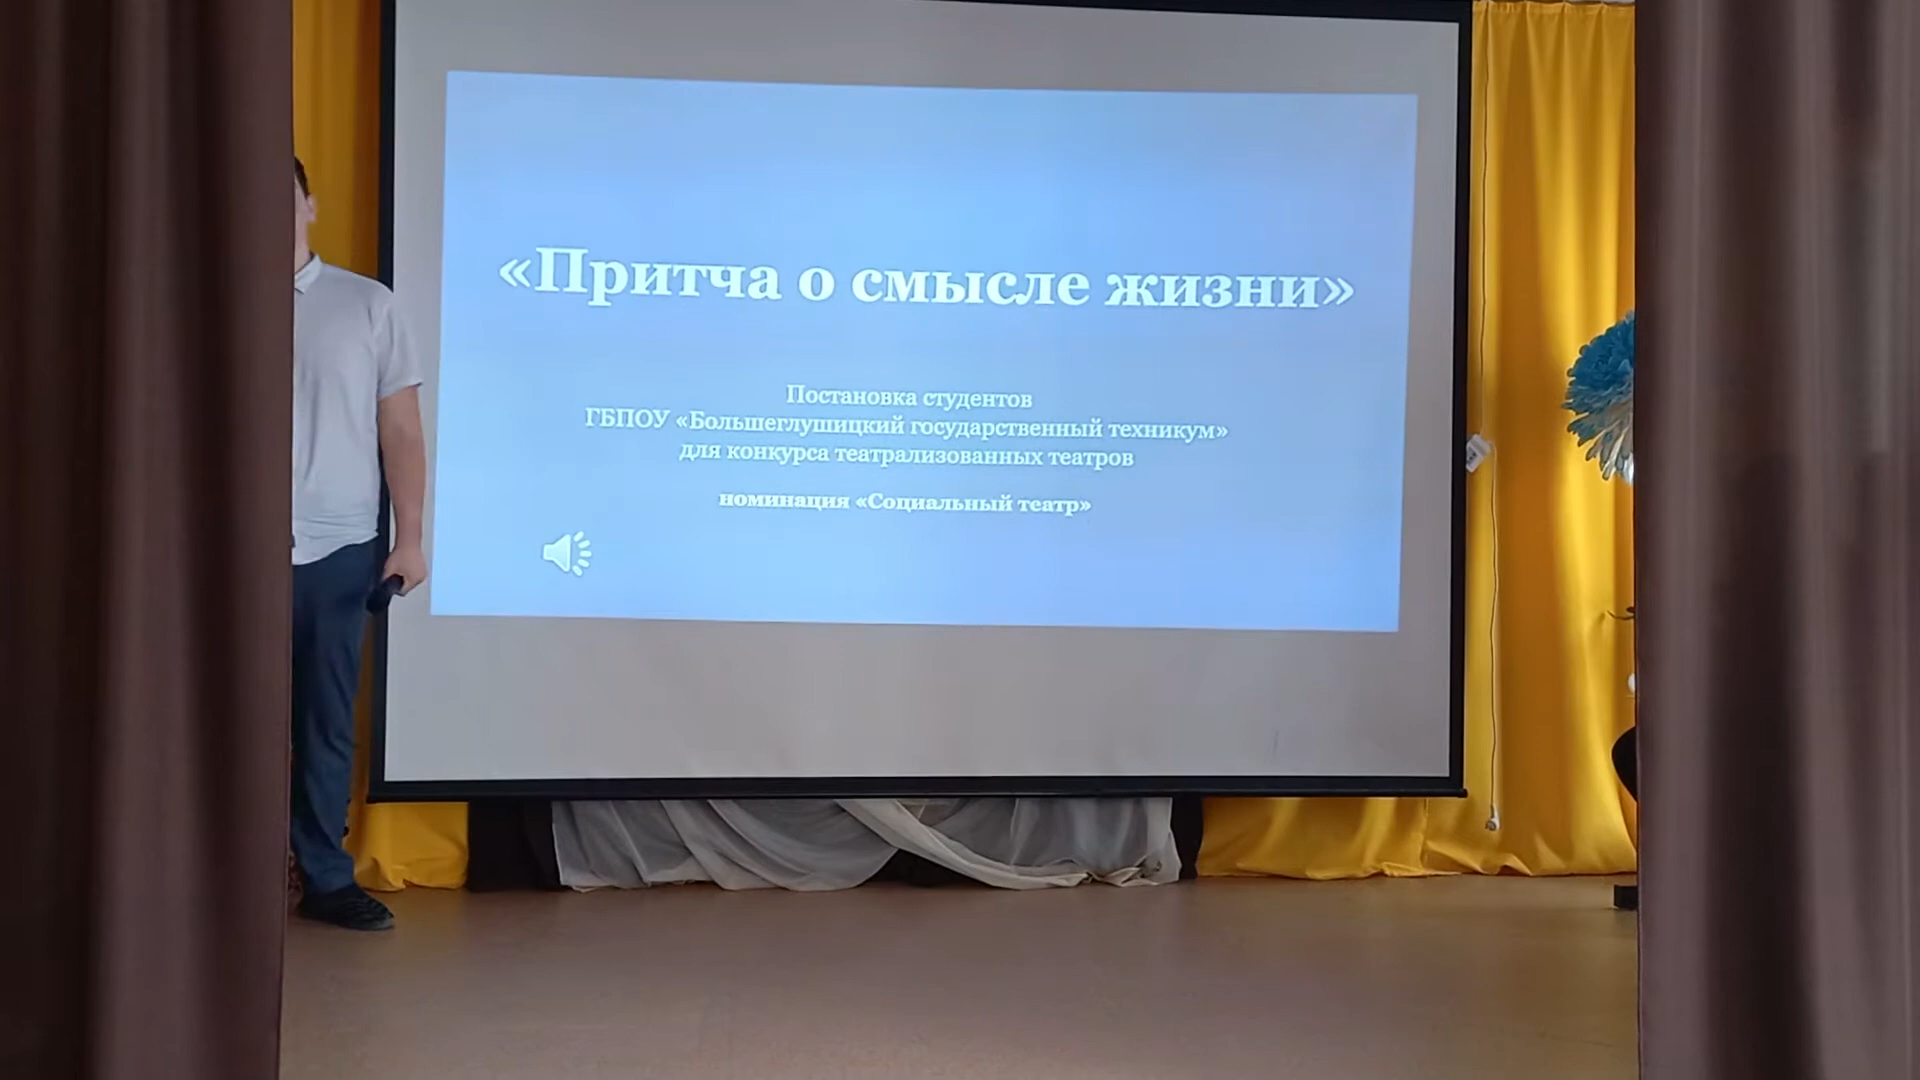 «Притча о смысле жизни»
Постановка студентов
ГБПОУ «Большеглушицкий государственный техникум»
для конкурса театрализованных театров
номинация «Социальный театр»